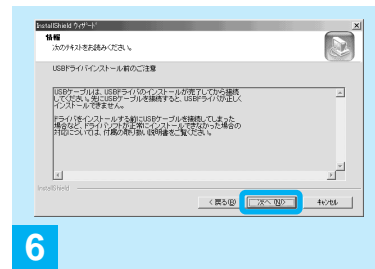 InstallShield ウィザード
情報
次のテキストをお読みください。
USBドライバインストール前のご注意
USBケーブルは、USBドライバのインストールが完了してから接続
してください。先にUSBケーブルを接続すると、USBドライバが正しく
インストールできません。
ドライバをインストールする前にUSBケーブルを接続してしまった
場合など、ドライバソフトが正常にインストールできなかった場合の
対応については、付属の取り扱い説明書をご覧ください。
InstallShield
< 戻る(B) 次へ(N)> キャンセル
6